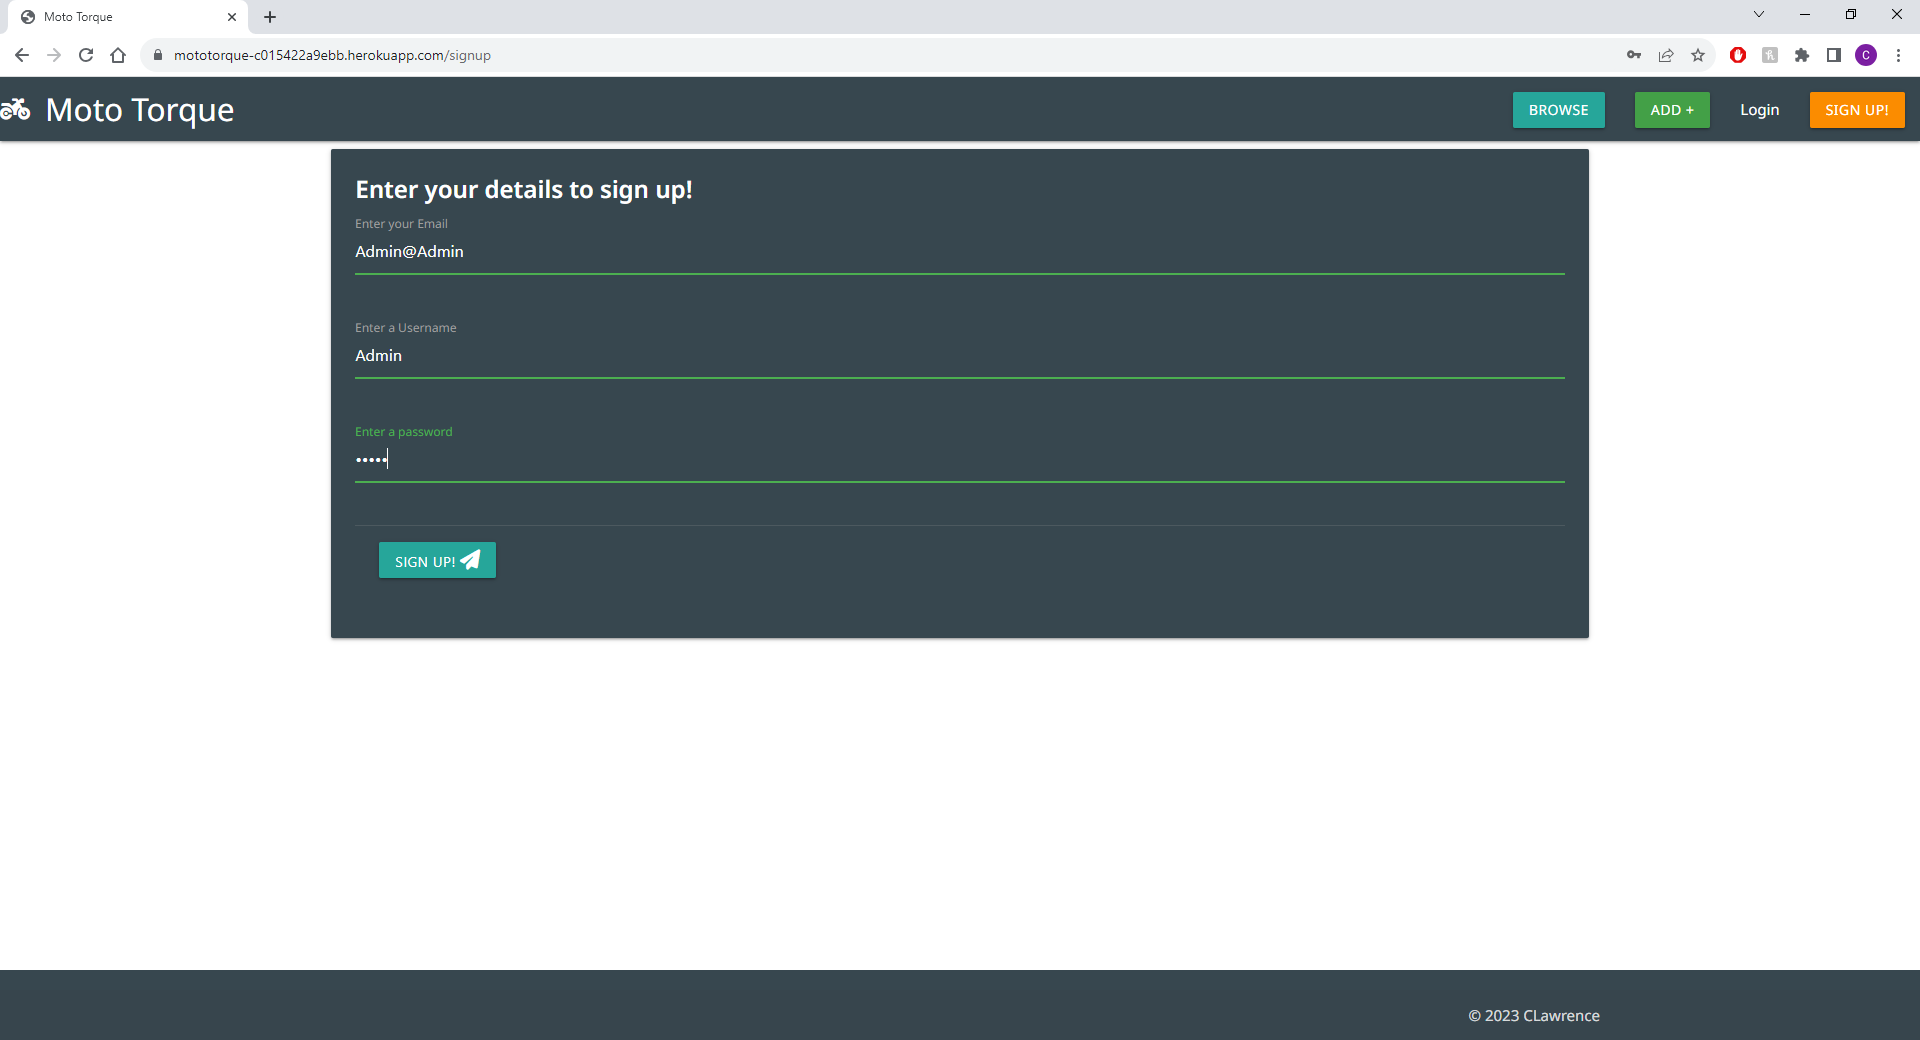 Moto Torque
mototorque-c015422a9ebb.herokuapp.com/signup
C
Moto Torque
BROWSE
ADD +
Login
SIGN UP!
Enter your details to sign up!
Enter your Email
Admin@Admin
Enter a Username
Admin
Enter a password
•••••
SIGN UP!
© 2023 CLawrence